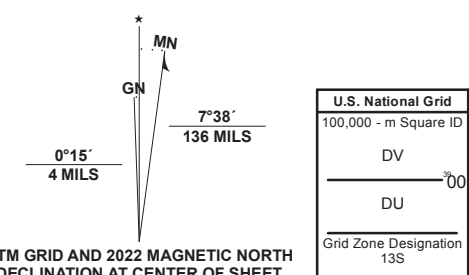 ★
MN
GN
7°38´
136 MILS
0°15´
4 MILS
TM GRID AND 2022 MAGNETIC NORTH
DECLINATION AT CENTER OF SHEET
U.S. National Grid
100,000 - m Square ID
DV
39 00
DU
Grid Zone Designation
13S